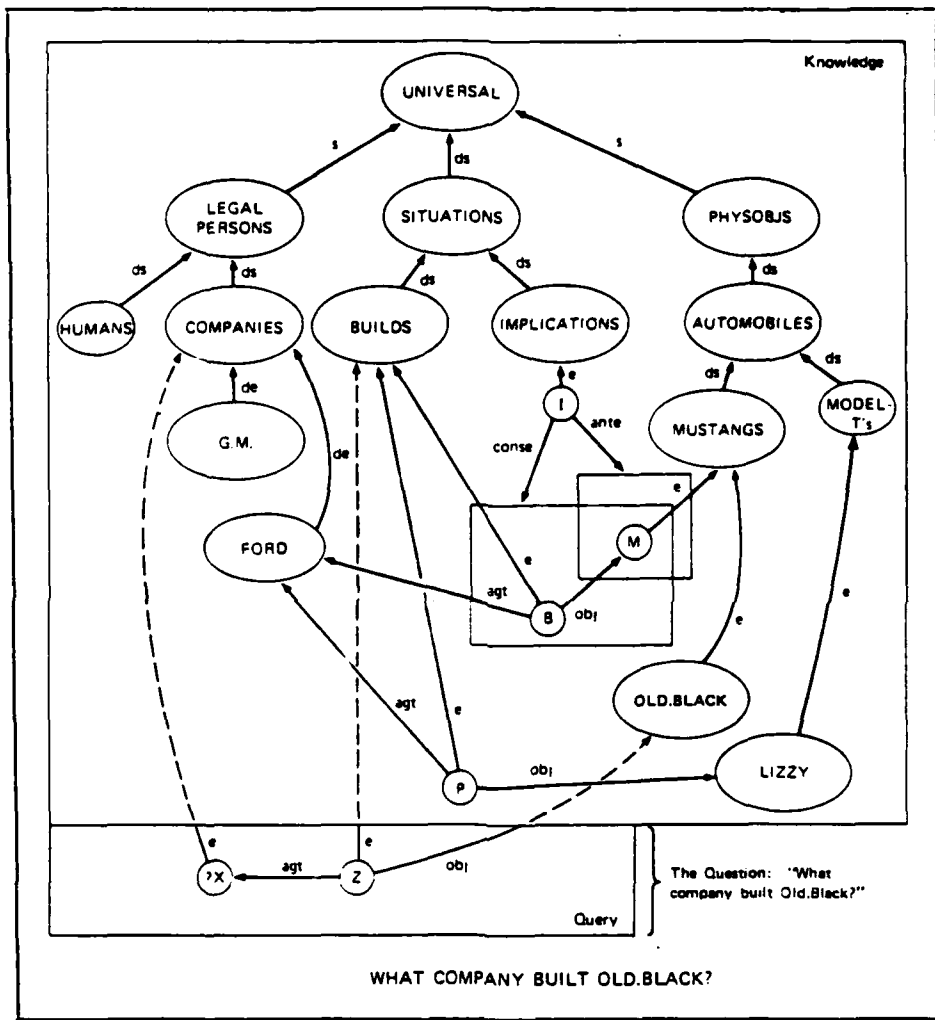 Knowledge
UNIVERSAL
s
ds
s
LEGAL
PERSONS
SITUATIONS
PHYSOBJS
ds
ds
ds
ds
ds
HUMANS
COMPANIES
BUILDS
IMPLICATIONS
AUTOMOBILES
de
e
ds
ds
I
MODEL-
T's
G.M.
conse
ante
MUSTANGS
de
e
FORD
M
e
agt
B
obj
e
e
OLD.BLACK
agt
e
P
obj
LIZZY
e
e
?X
agt
Z
obj
The Question: "What
company built Old.Black?"
Query
WHAT COMPANY BUILT OLD.BLACK?